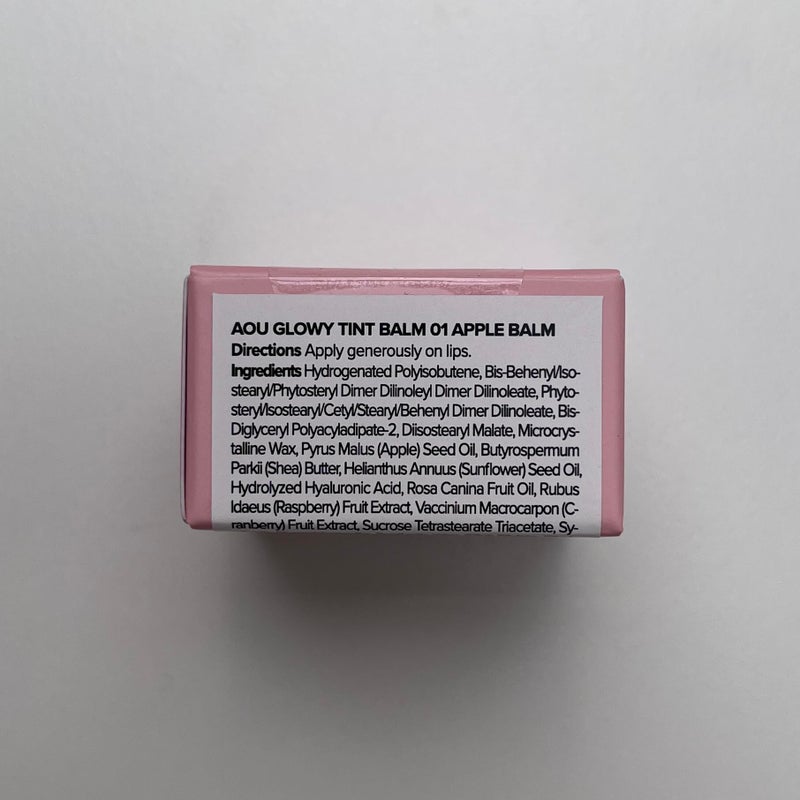 AOU GLOWY TINT BALM 01 APPLE BALM
Directions Apply generously on lips.
Ingredients Hydrogenated Polyisobutene, Bis-Behenyl/Iso-
stearyl/Phytosteryl Dimer Dilinoleyl Dimer Dilinoleate, Phyto-
steryl/Isostearyl/Cetyl/Stearyl/Behenyl Dimer Dilinoleate, Bis-
Diglyceryl Polyacyladipate-2, Diisostearyl Malate, Microcrys-
talline Wax, Pyrus Malus (Apple) Seed Oil, Butyrospermum
Parkii (Shea) Butter, Helianthus Annuus (Sunflower) Seed Oil,
Hydrolyzed Hyaluronic Acid, Rosa Canina Fruit Oil, Rubus
Idaeus (Raspberry) Fruit Extract, Vaccinium Macrocarpon (C-
ranberry) Fruit Extract, Sucrose Tetrastearate Triacetate, Sy-